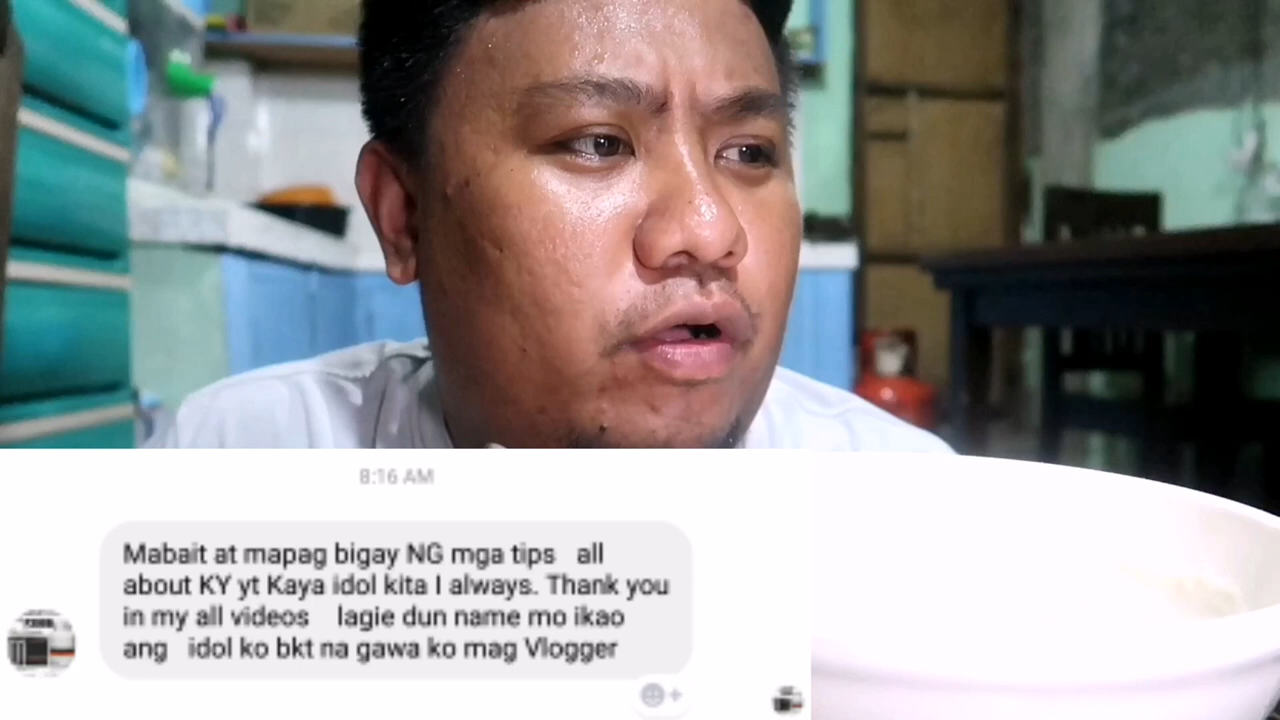 8:16 AM
Mabait at mapag bigay NG mga tips all
about KY yt Kaya idol kita I always. Thank you
in my all videos lagie dun name mo ikao
ang idol ko bkt na gawa ko mag Vlogger